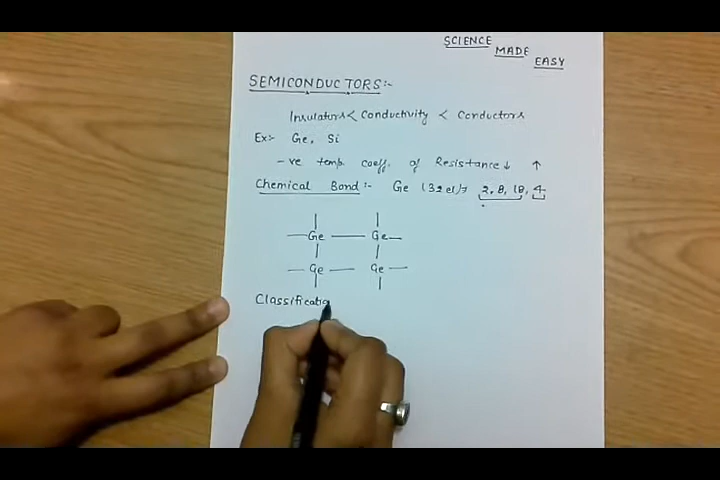 SCIENCE
MADE
EASY
SEMICONDUCTORS:-
Insulators < Conductivity < Conductors
Ex:- Ge, Si
-ve temp. coeff. of Resistance ↓ ↑
Chemical Bond :- Ge (32 el)⇒ 2, 8, 18, 4
Ge Ge
Ge Ge
Classificatio